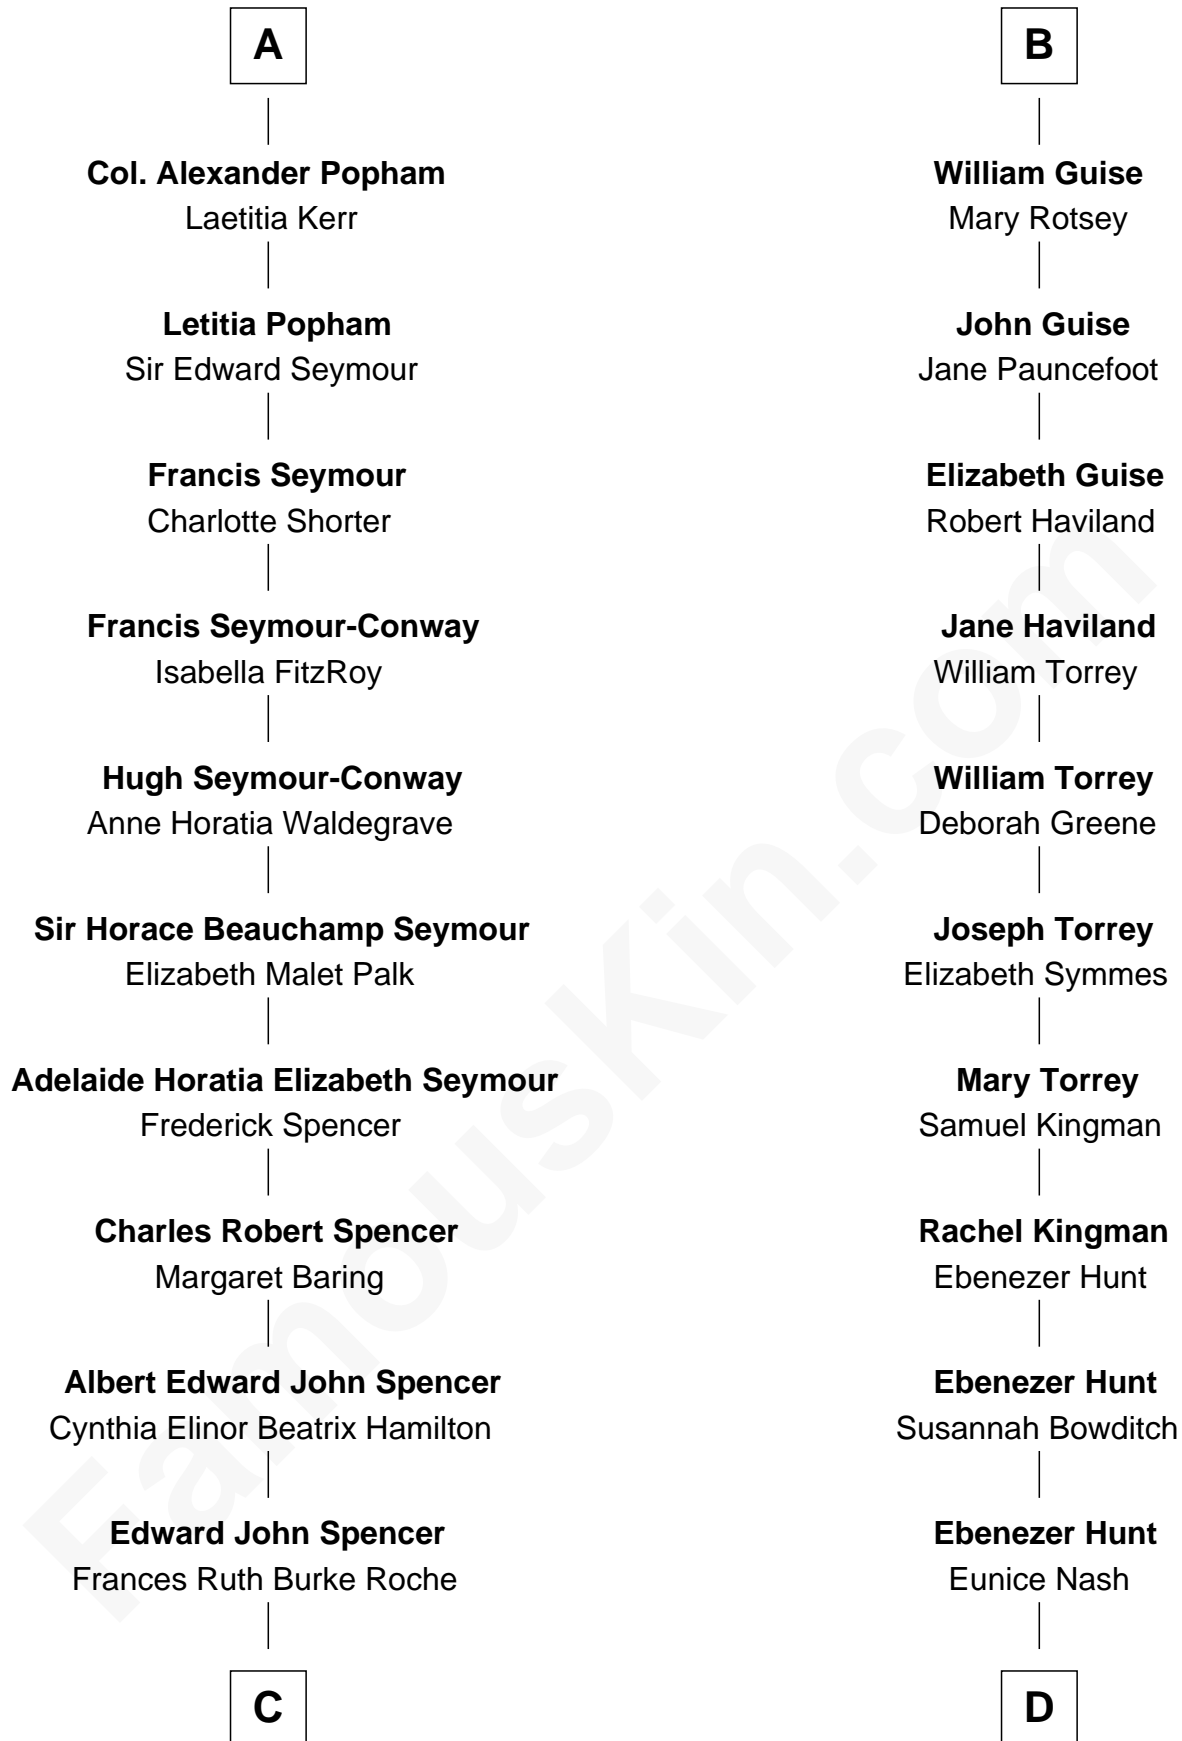 A
Col. Alexander Popham
Laetitia Kerr
Letitia Popham
Sir Edward Seymour
Francis Seymour
Charlotte Shorter
Francis Seymour-Conway
Isabella FitzRoy
Hugh Seymour-Conway
Anne Horatia Waldegrave
Sir Horace Beauchamp Seymour
Elizabeth Malet Palk
Adelaide Horatia Elizabeth Seymour
Frederick Spencer
Charles Robert Spencer
Margaret Baring
Albert Edward John Spencer
Cynthia Elinor Beatrix Hamilton
Edward John Spencer
Frances Ruth Burke Roche
C
B
William Guise
Mary Rotsey
John Guise
Jane Pauncefoot
Elizabeth Guise
Robert Haviland
Jane Haviland
William Torrey
William Torrey
Deborah Greene
Joseph Torrey
Elizabeth Symmes
Mary Torrey
Samuel Kingman
Rachel Kingman
Ebenezer Hunt
Ebenezer Hunt
Susannah Bowditch
Ebenezer Hunt
Eunice Nash
D
FamousKin.com